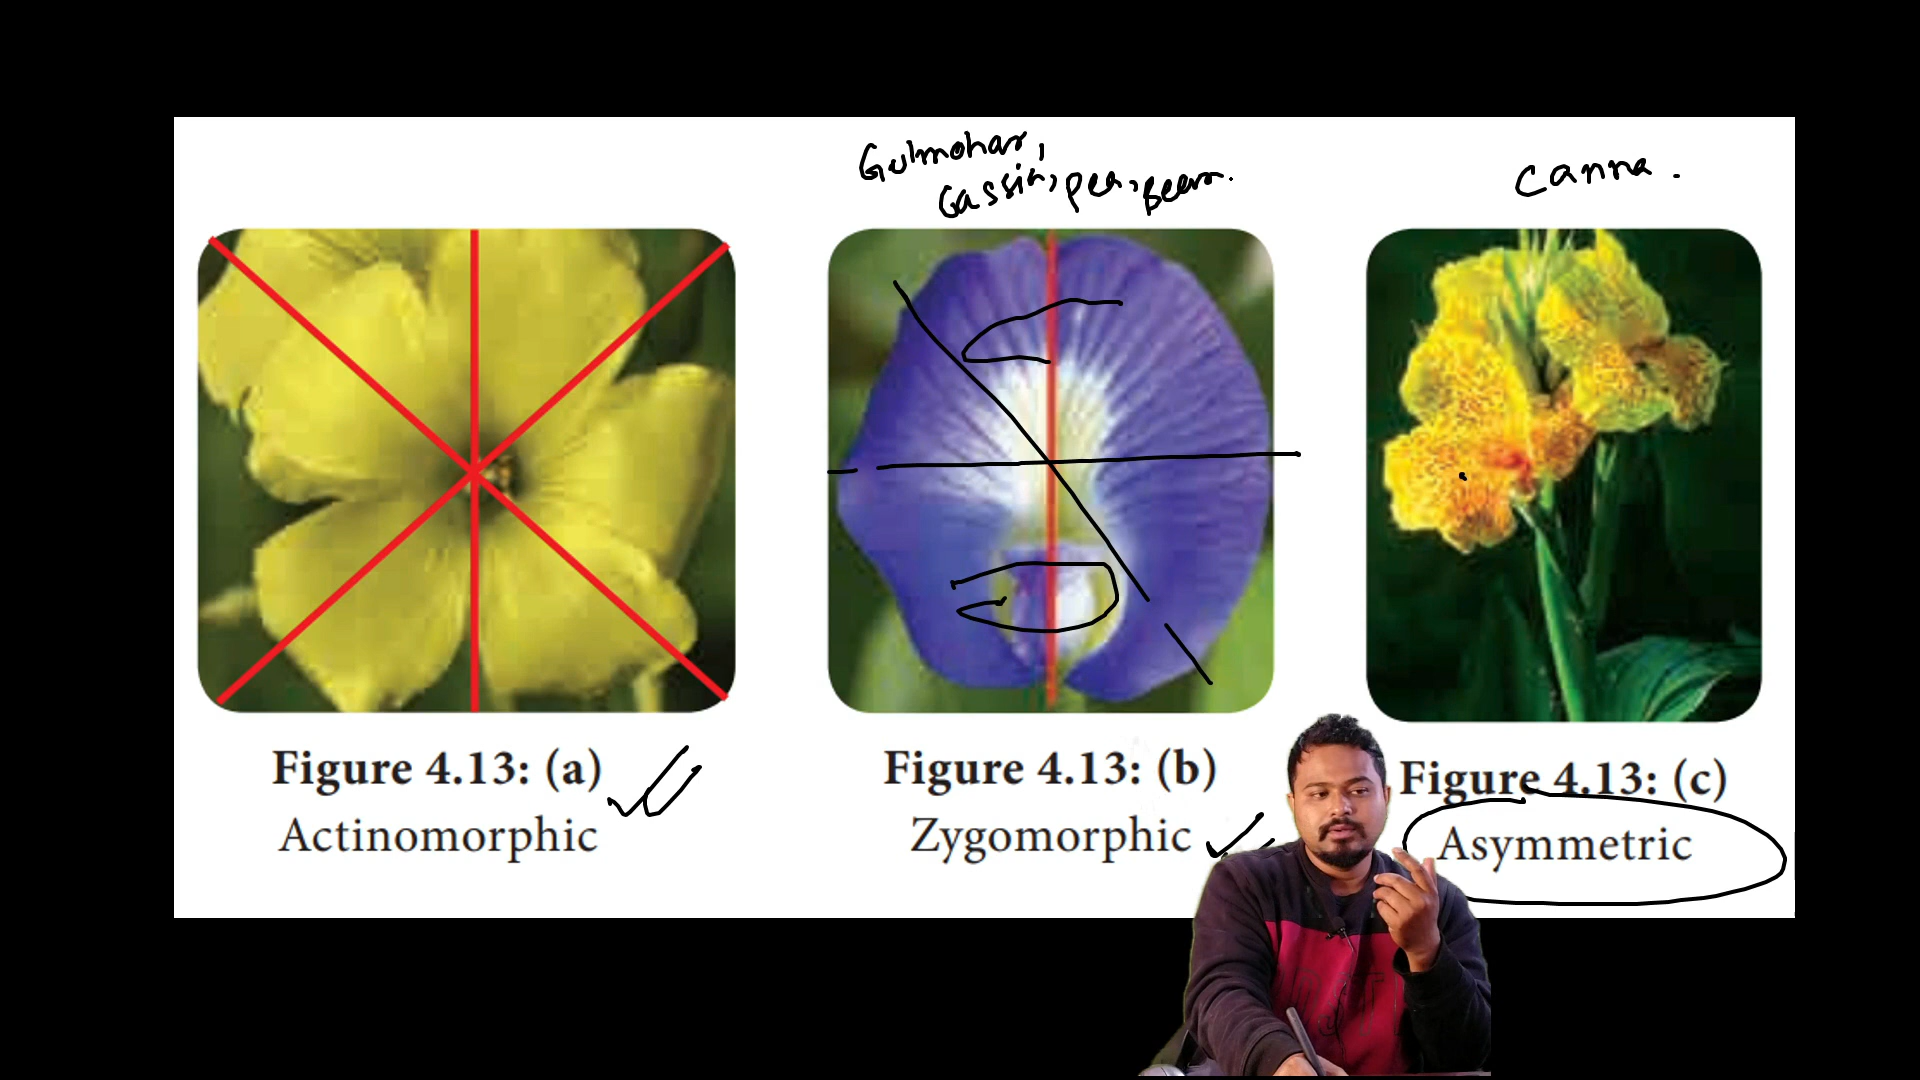 Gulmohar,
Cassia, pea, Bean.
Canna.
Figure 4.13: (a)
Actinomorphic
Figure 4.13: (b)
Zygomorphic
Figure 4.13: (c)
Asymmetric